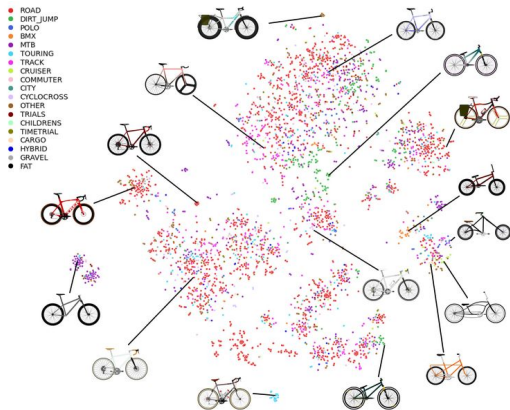 ROAD
DIRT_JUMP
POLO
BMX
MTB
TOURING
TRACK
CRUISER
COMMUTER
CITY
CYCLOCROSS
OTHER
TRIALS
CHILDRENS
TIMETRIAL
CARGO
HYBRID
GRAVEL
FAT